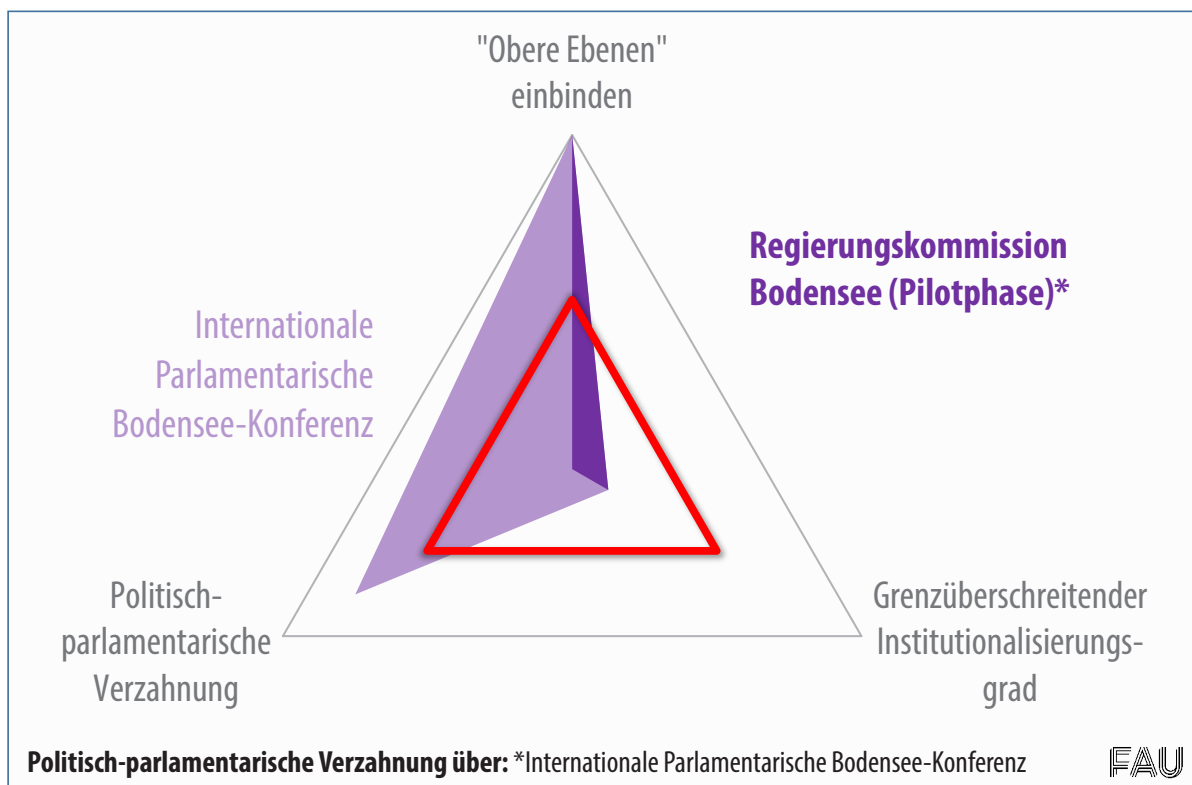 "Obere Ebenen"
einbinden
Regierungskommission
Bodensee (Pilotphase)*
Internationale
Parlamentarische
Bodensee-Konferenz
Politisch-
parlamentarische
Verzahnung
Grenzüberschreitender
Institutionalisierungs-
grad
Politisch-parlamentarische Verzahnung über: *Internationale Parlamentarische Bodensee-Konferenz
FAU